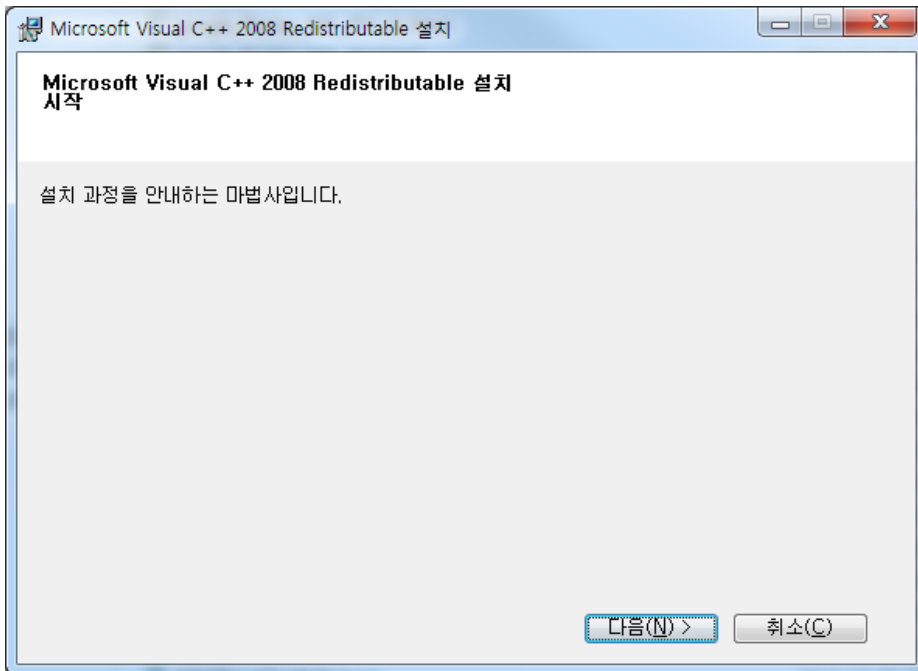 Microsoft Visual C++ 2008 Redistributable 설치
Microsoft Visual C++ 2008 Redistributable 설치
시작
설치 과정을 안내하는 마법사입니다.
다음(N) > 취소(C)